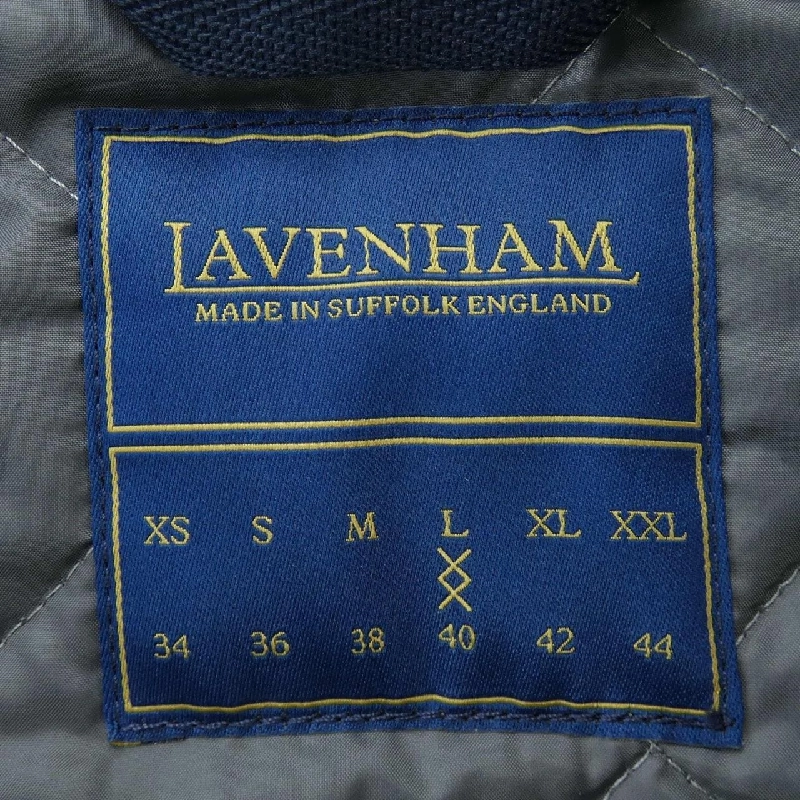 LAVENHAM
MADE IN SUFFOLK ENGLAND
XS S M L XL XXL
34 36 38 40 42 44